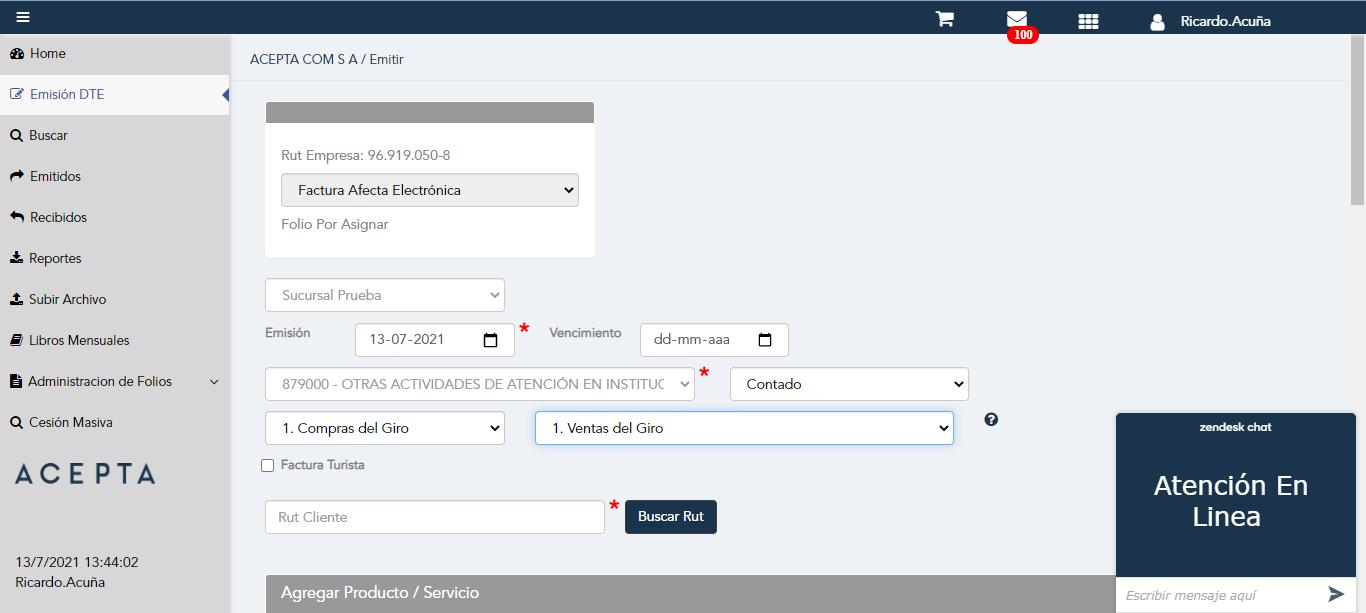 Ricardo.Acuña
100
Home
Emisión DTE
Buscar
Emitidos
Recibidos
Reportes
Subir Archivo
Libros Mensuales
Administracion de Folios
Cesión Masiva
ACEPTA
13/7/2021 13:44:02
Ricardo.Acuña
ACEPTA COM S A / Emitir
Rut Empresa: 96.919.050-8
Factura Afecta Electrónica
Folio Por Asignar
Sucursal Prueba
Emisión 13-07-2021 * Vencimiento dd-mm-aaa
879000 - OTRAS ACTIVIDADES DE ATENCIÓN EN INSTITUC * Contado
1. Compras del Giro 1. Ventas del Giro ?
Factura Turista
Rut Cliente * Buscar Rut
Agregar Producto / Servicio
zendesk chat
Atención En
Linea
Escribir mensaje aquí